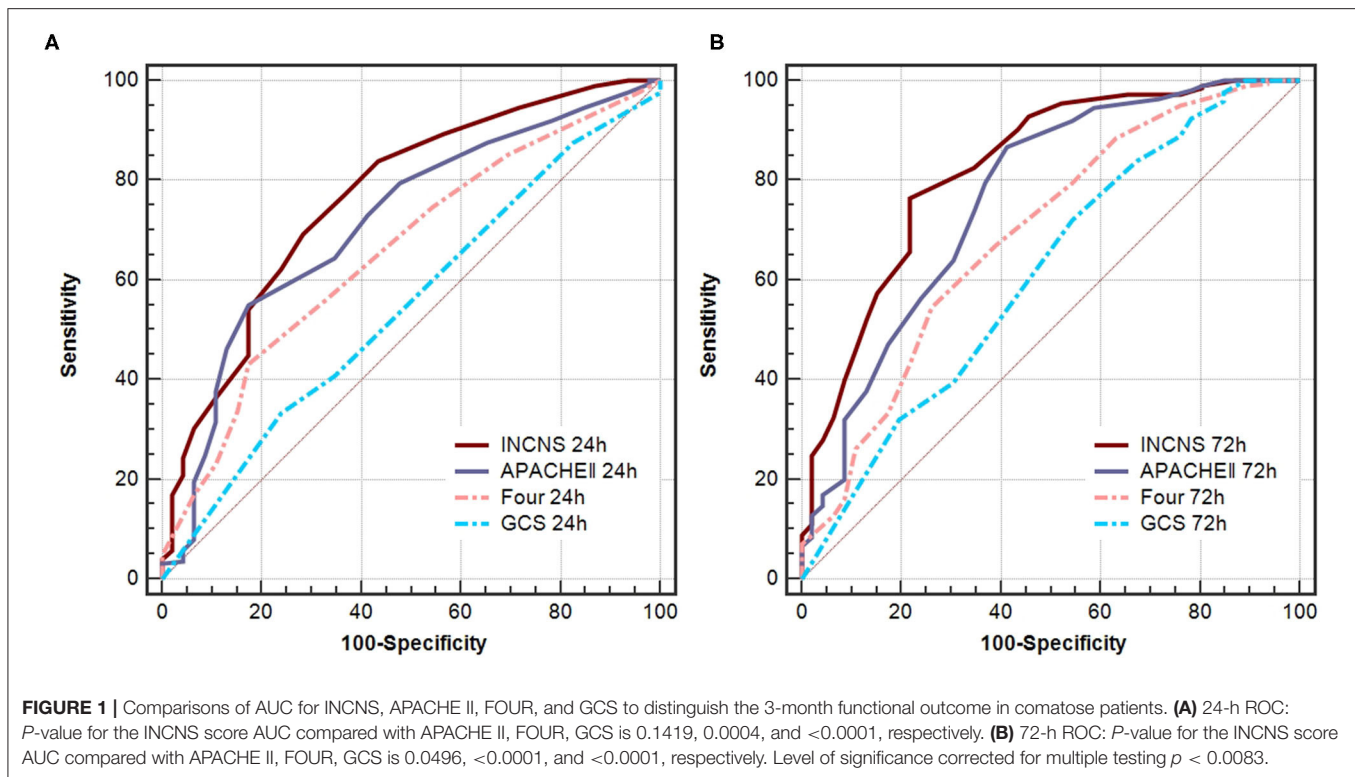 A
100
80
60
40
20
0
Sensitivity
0 20 40 60 80 100
100-Specificity
INCNS 24h
APACHEII 24h
Four 24h
GCS 24h
B
100
80
60
40
20
0
Sensitivity
0 20 40 60 80 100
100-Specificity
INCNS 72h
APACHEII 72h
Four 72h
GCS 72h
FIGURE 1 | Comparisons of AUC for INCNS, APACHE II, FOUR, and GCS to distinguish the 3-month functional outcome in comatose patients. (A) 24-h ROC:
P-value for the INCNS score AUC compared with APACHE II, FOUR, GCS is 0.1419, 0.0004, and <0.0001, respectively. (B) 72-h ROC: P-value for the INCNS score
AUC compared with APACHE II, FOUR, GCS is 0.0496, <0.0001, and <0.0001, respectively. Level of significance corrected for multiple testing p < 0.0083.